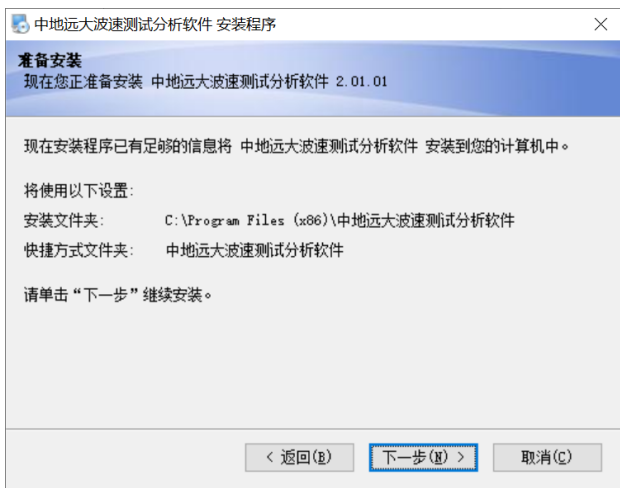 中地远大波速测试分析软件 安装程序
准备安装
现在您正准备安装 中地远大波速测试分析软件 2.01.01
现在安装程序已有足够的信息将 中地远大波速测试分析软件 安装到您的计算机中。
将使用以下设置:
安装文件夹: C:\Program Files (x86)\中地远大波速测试分析软件
快捷方式文件夹: 中地远大波速测试分析软件
请单击“下一步”继续安装。
< 返回(B) 下一步(N) > 取消(C)